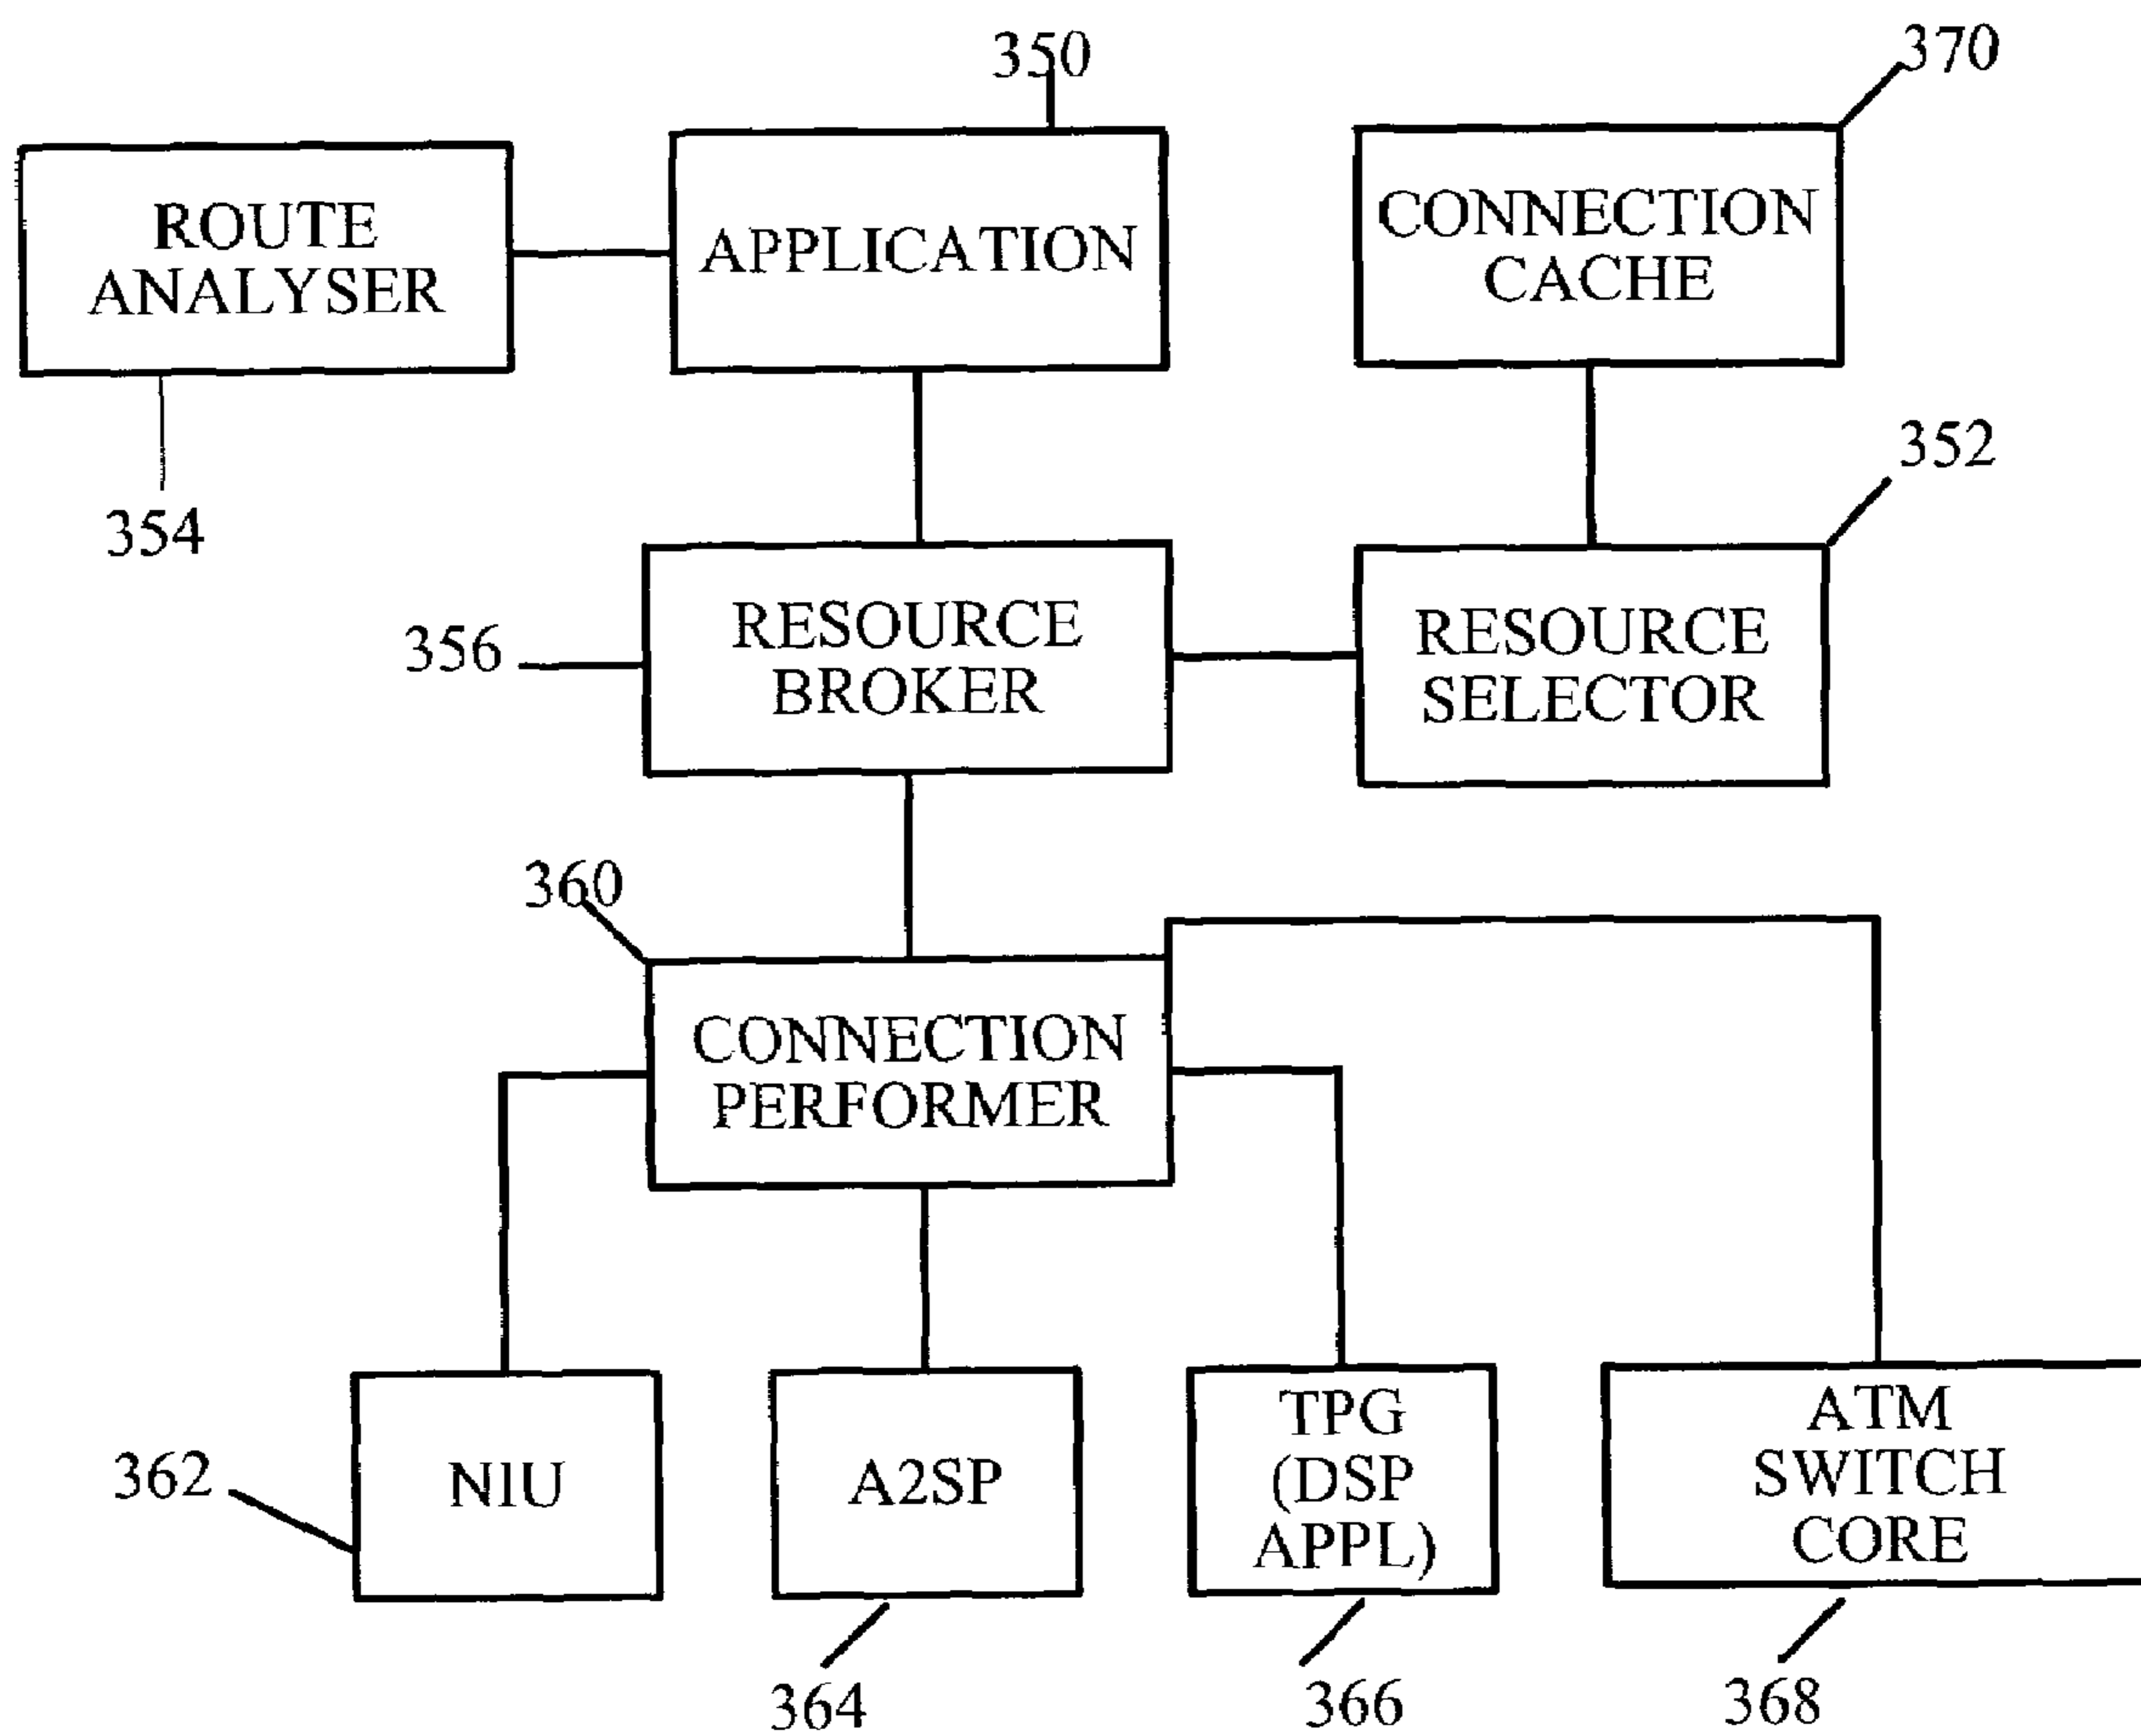 350
370
ROUTE
ANALYSER
APPLICATION
CONNECTION
CACHE
354
352
356
RESOURCE
BROKER
RESOURCE
SELECTOR
360
CONNECTION
PERFORMER
362
NIU
A2SP
TPG
(DSP
APPL)
ATM
SWITCH
CORE
364
366
368